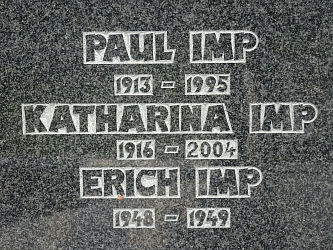 PAUL IMP
1913 - 1995
KATHARINA IMP
1916 - 2004
ERICH IMP
1948 - 1949